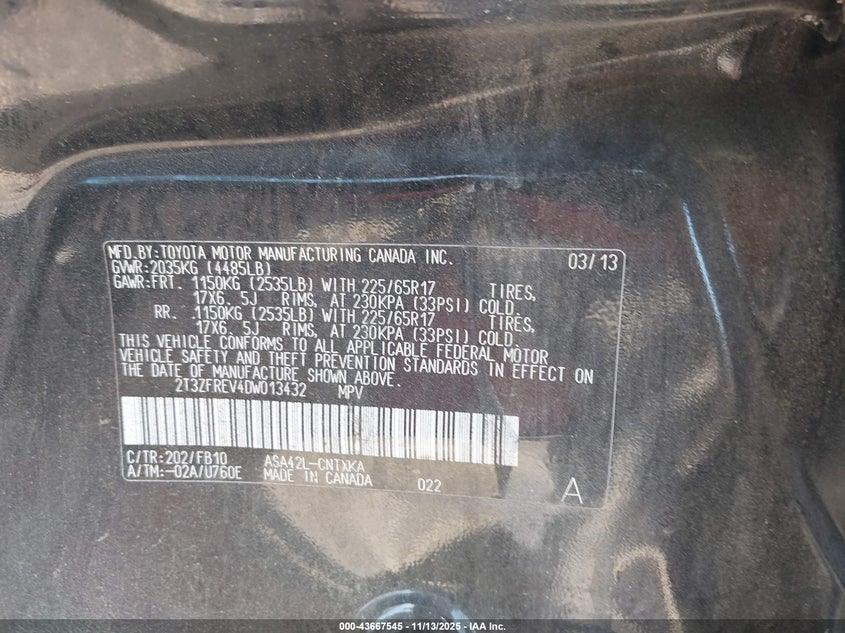 MFD.BY:TOYOTA MOTOR MANUFACTURING CANADA INC. 03/13
GVWR:2035KG (4485LB)
GAWR:FRT. 1150KG (2535LB) WITH 225/65R17 TIRES,
17X6. 5J RIMS, AT 230KPA (33PSI) COLD.
RR. 1150KG (2535LB) WITH 225/65R17 TIRES,
17X6. 5J RIMS, AT 230KPA (33PSI) COLD.
THIS VEHICLE CONFORMS TO ALL APPLICABLE FEDERAL MOTOR
VEHICLE SAFETY AND THEFT PREVENTION STANDARDS IN EFFECT ON
THE DATE OF MANUFACTURE SHOWN ABOVE.
2T3ZFREV4DW013432 MPV
C/TR:202/FB10 ASA42L-CNTXKA
A/TM:-02A/U760E MADE IN CANADA 022 A
000-43667545 - 11/13/2025 - IAA Inc.